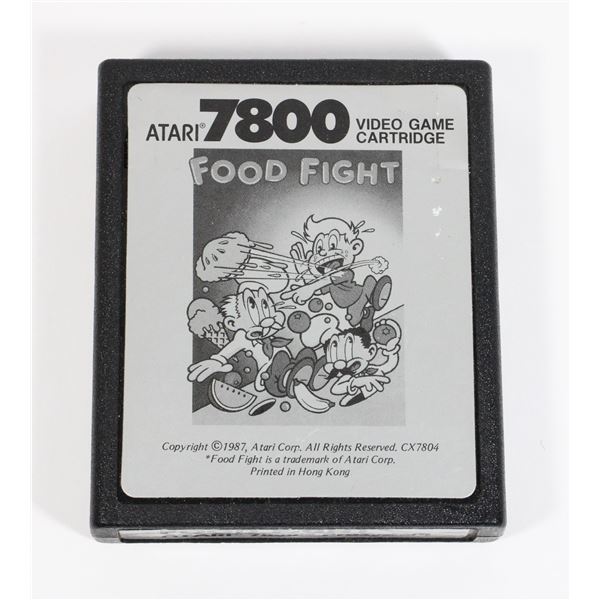 ATARI® 7800 VIDEO GAME CARTRIDGE
FOOD FIGHT
Copyright ©1987, Atari Corp. All Rights Reserved. CX7804
*Food Fight is a trademark of Atari Corp.
Printed in Hong Kong